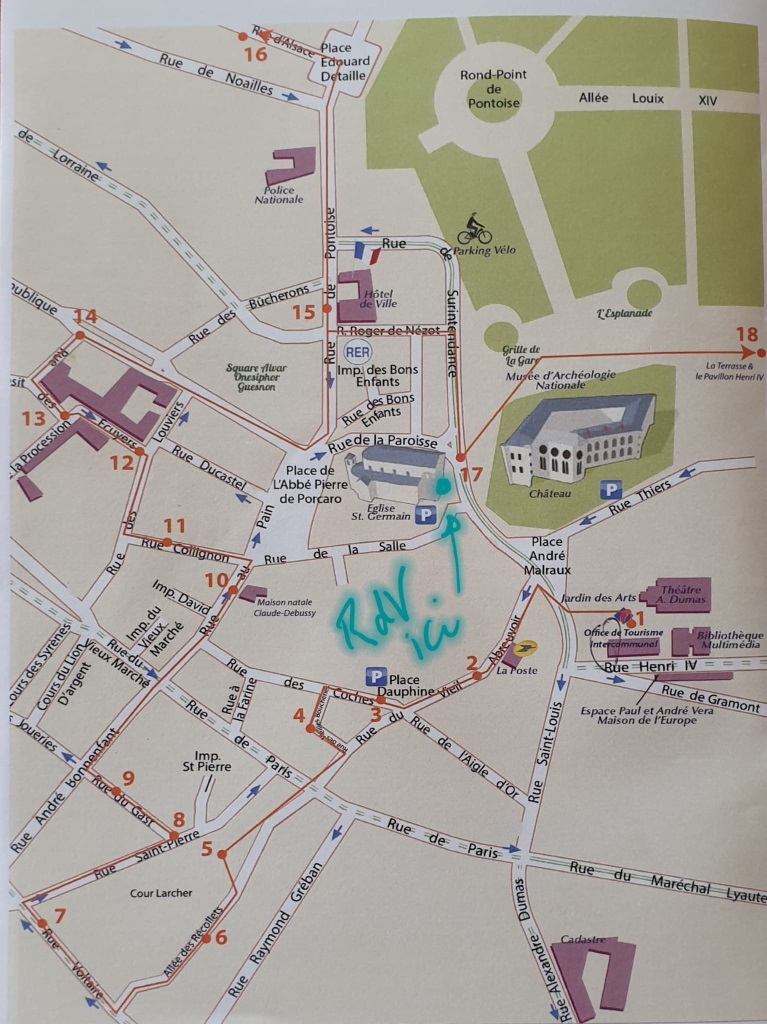 16
Rue d'Alsace
Place
Edouard
Detaille
Rue de Noailles
Rond-Point
de
Pontoise
Allée Louix XIV
de Lorraine
Police
Nationale
Rue de Pontoise
Rue de Surintendance
Parking Vélo
Hôtel
de Ville
15
Rue des Bûcherons
R. Roger de Nézot
L'Esplanade
14
RER
Imp. des Bons
Enfants
Grille de
La Gare
18
La Terrasse &
le Pavillon Henri IV
Square Alvar
Onesiphor
Guesnon
Musée d'Archéologie
Nationale
Rue des Bons
Enfants
13
la Procession
des Ecuyers
Louviers
12
Rue de la Paroisse
17
Rue Ducastel
Place de
L'Abbé Pierre
de Porcaro
Eglise
St. Germain
P
Château
P
Rue Thiers
11
Rue Collignon
Rue des
Rue au Pain
Rue de la Salle
Place
André
Malraux
10
Imp. David
Maison natale
Claude-Debussy
RdV
ici
Jardin des Arts
Théâtre
A. Dumas
1
Office de Tourisme
Intercommunel
Bibliothèque
Multimédia
Imp. du
Vieux
Marché
Rue du
Vieux Marché
Cours des Syrènes
Cours du Lion
D'argent
La Poste
2
Rue Henri IV
Rue de Gramont
Espace Paul et André Vera
Maison de l'Europe
P
Place
Dauphine
Rue des Coches
Rue du Vieil Abreuvoir
3
4
Rue à
la Farine
Rue de l'Aigle d'Or
Rue Saint-Louis
Joueries
Rue André Bonnenfant
Imp.
St Pierre
Rue de Paris
9
Rue du Gast
8
Rue Saint-Pierre
5
Rue de Paris
Rue du Maréchal Lyaute
Cour Larcher
7
Rue Voltaire
6
Allée des Récollets
Rue Raymond Gréban
Rue Alexandre Dumas
Cadastre